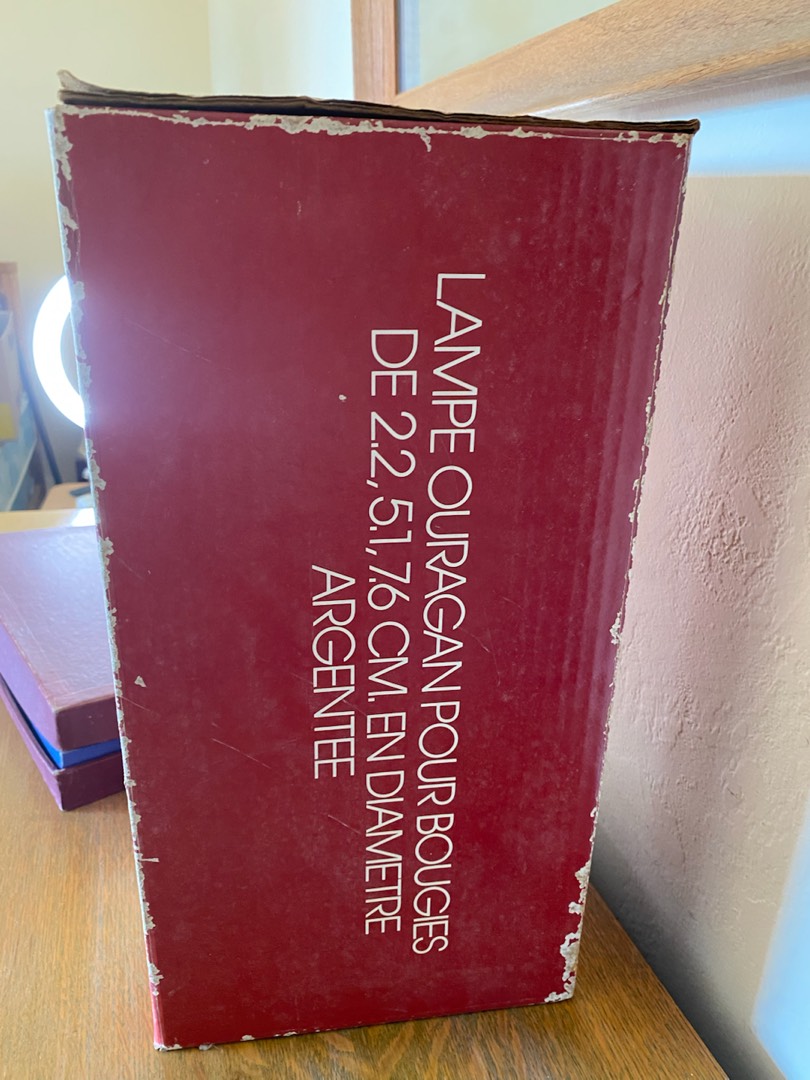 LAMPE OURAGAN POUR BOUGIES
DE 2.2, 5.1, 7.6 CM. EN DIAMETRE
ARGENTEE